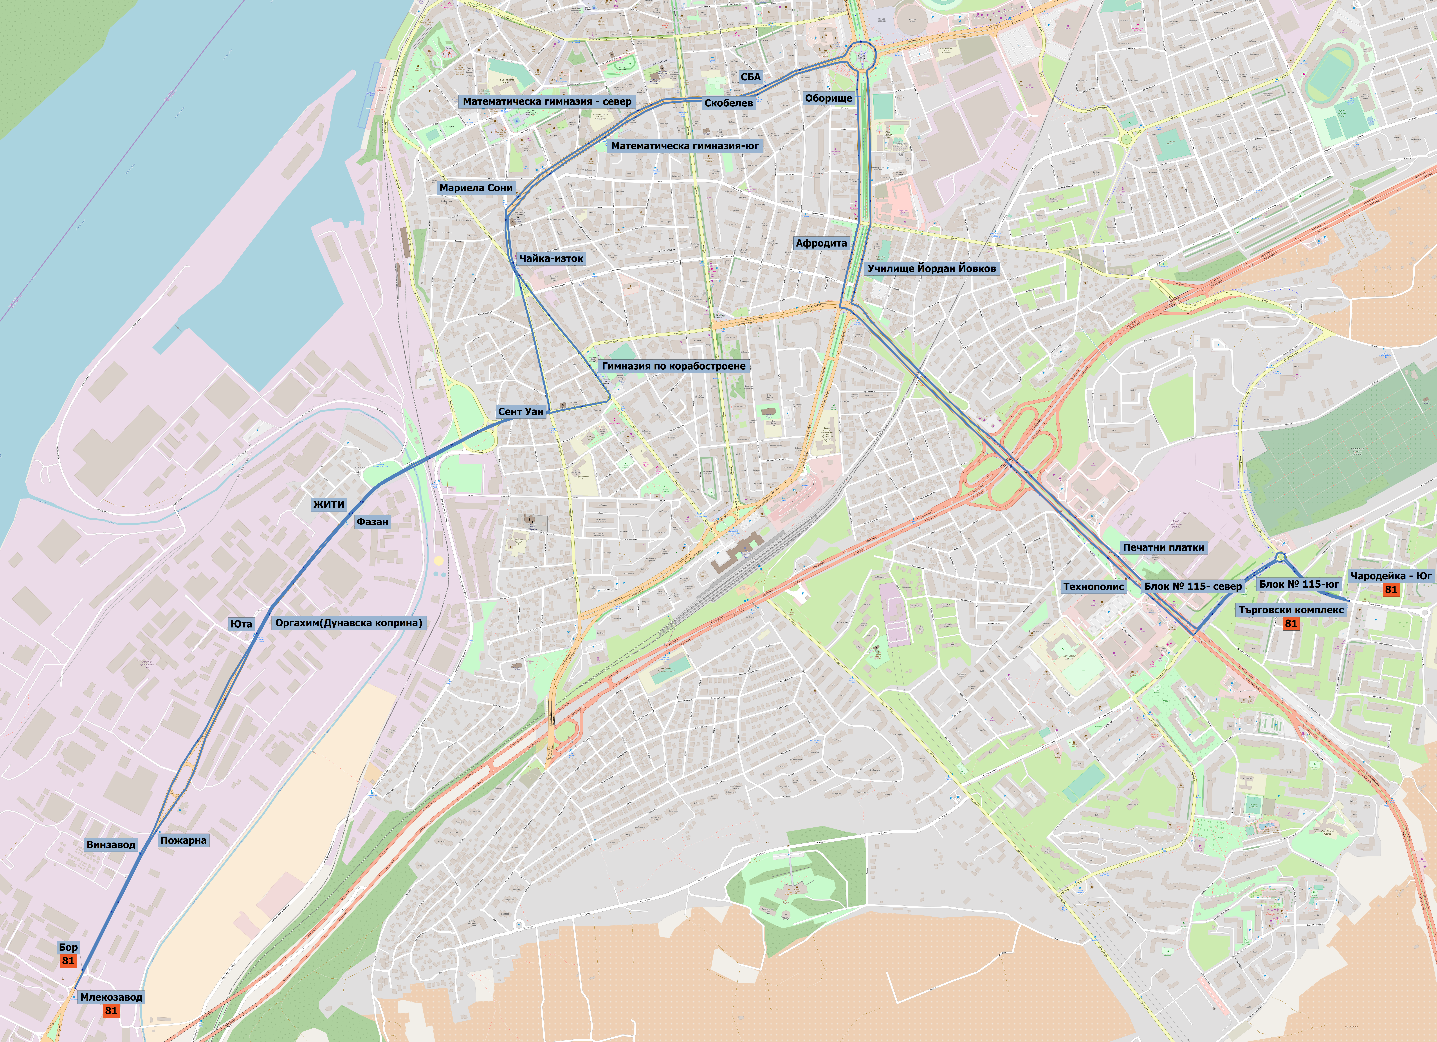 СБА
Математическа гимназия - север
Скобелев
Оборище
Математическа гимназия-юг
Мариела Сони
Афродита
Чайка-изток
Училище Йордан Йовков
Гимназия по корабостроене
Сент Уан
ЖИТИ
Фазан
Печатни платки
Чародейка - Юг
81
Технополис
Блок № 115- север
Блок № 115-юг
Търговски комплекс
81
Юта
Оргахим(Дунавска коприна)
Винзавод
Пожарна
Бор
81
Млекозавод
81